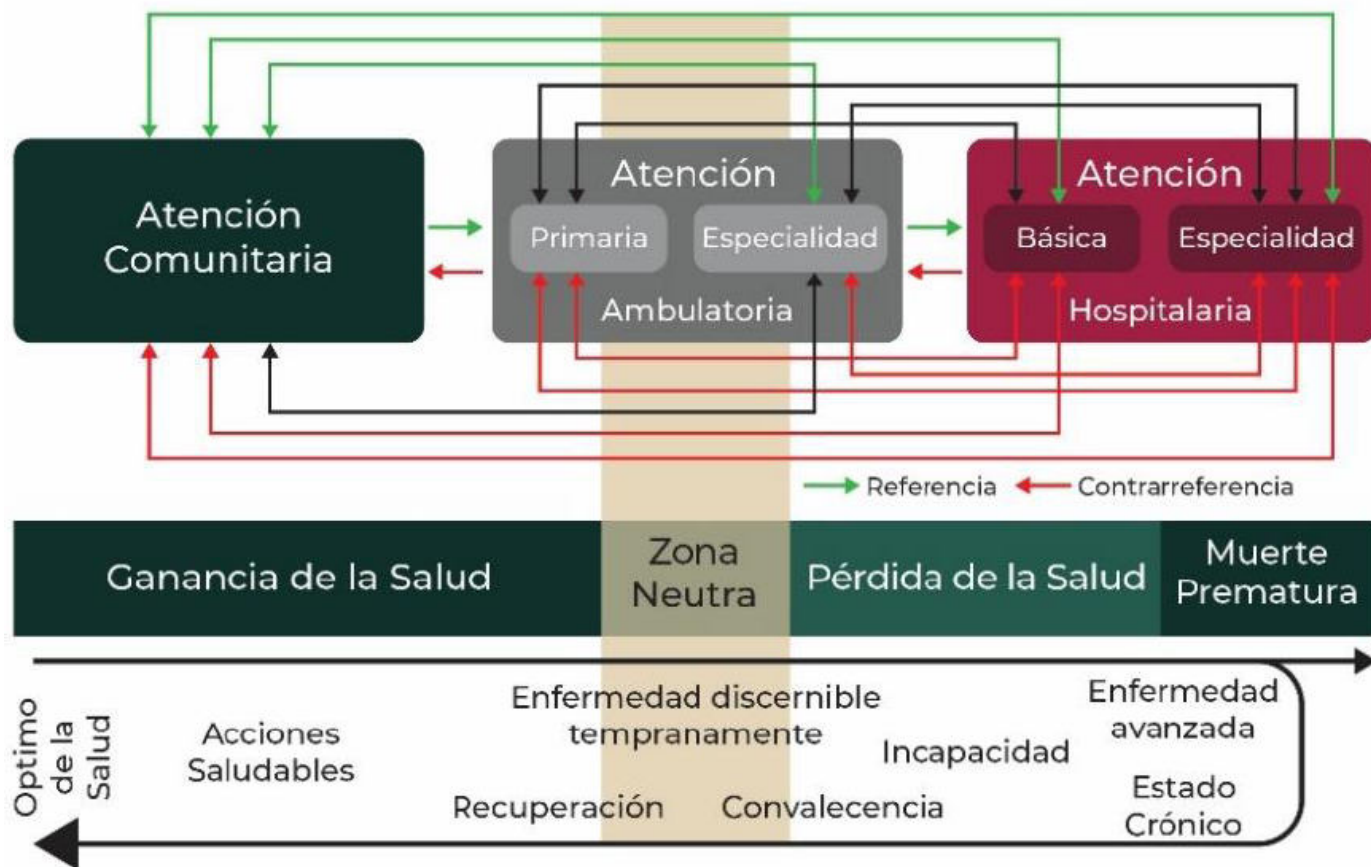 Atención
Comunitaria
Atención
Primaria
Especialidad
Ambulatoria
Atención
Básica
Especialidad
Hospitalaria
Referencia
Contrarreferencia
Ganancia de la Salud
Zona
Neutra
Pérdida de la Salud
Muerte
Prematura
Optimo
de la
Salud
Acciones
Saludables
Enfermedad discernible
tempranamente
Incapacidad
Enfermedad
avanzada
Recuperación
Convalecencia
Estado
Crónico